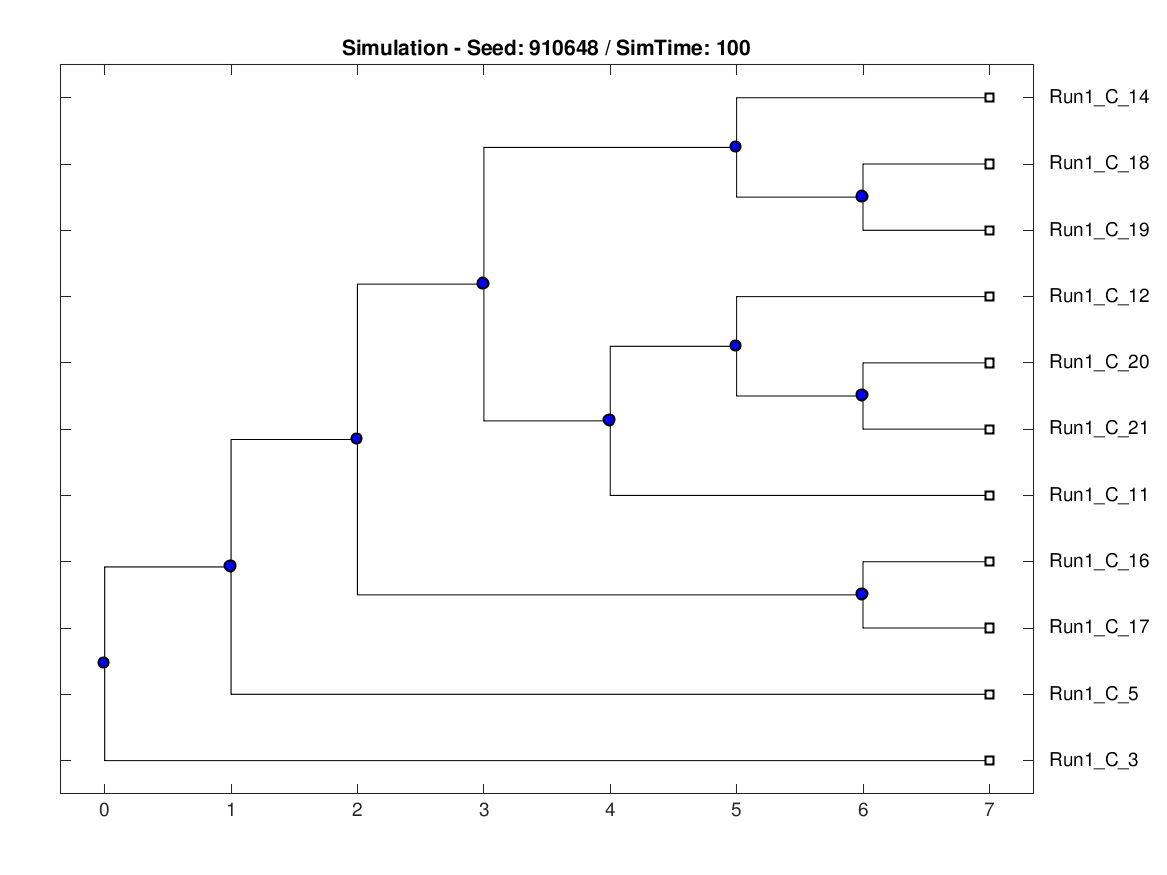 Simulation - Seed: 910648 / SimTime: 100
Run1_C_14
Run1_C_18
Run1_C_19
Run1_C_12
Run1_C_20
Run1_C_21
Run1_C_11
Run1_C_16
Run1_C_17
Run1_C_5
Run1_C_3
0 1 2 3 4 5 6 7